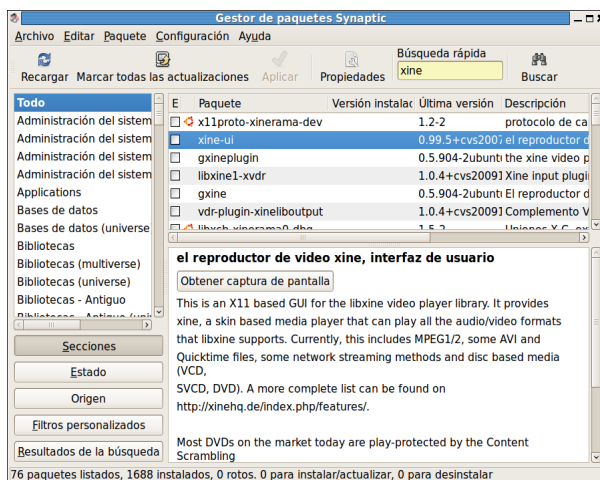 Gestor de paquetes Synaptic
Archivo Editar Paquete Configuración Ayuda
Recargar Marcar todas las actualizaciones Aplicar Propiedades Búsqueda rápida Buscar
xine
E Paquete Versión instalac Última versión Descripción
x11proto-xinerama-dev 1.2-2 protocolo de ca
xine-ui 0.99.5+cvs2007 el reproductor d
gxineplugin 0.5.904-2ubunt the xine video p
libxine1-xvdr 1.0.4+cvs20091 Xine input plugi
gxine 0.5.904-2ubunt El reproductor d
vdr-plugin-xineliboutput 1.0.4+cvs20091 Complemento V
Todo
Administración del sistem
Administración del sistem
Administración del sistem
Administración del sistem
Applications
Bases de datos
Bases de datos (universe
Bibliotecas
Bibliotecas (multiverse)
Bibliotecas (universe)
Bibliotecas - Antiguo
Secciones
Estado
Origen
Filtros personalizados
Resultados de la búsqueda
el reproductor de video xine, interfaz de usuario
Obtener captura de pantalla
This is an X11 based GUI for the libxine video player library. It provides
xine, a skin based media player that can play all the audio/video formats
that libxine supports. Currently, this includes MPEG1/2, some AVI and
Quicktime files, some network streaming methods and disc based media
(VCD,
SVCD, DVD). A more complete list can be found on
http://xinehq.de/index.php/features/.
Most DVDs on the market today are play-protected by the Content
Scrambling
76 paquetes listados, 1688 instalados, 0 rotos. 0 para instalar/actualizar, 0 para desinstalar